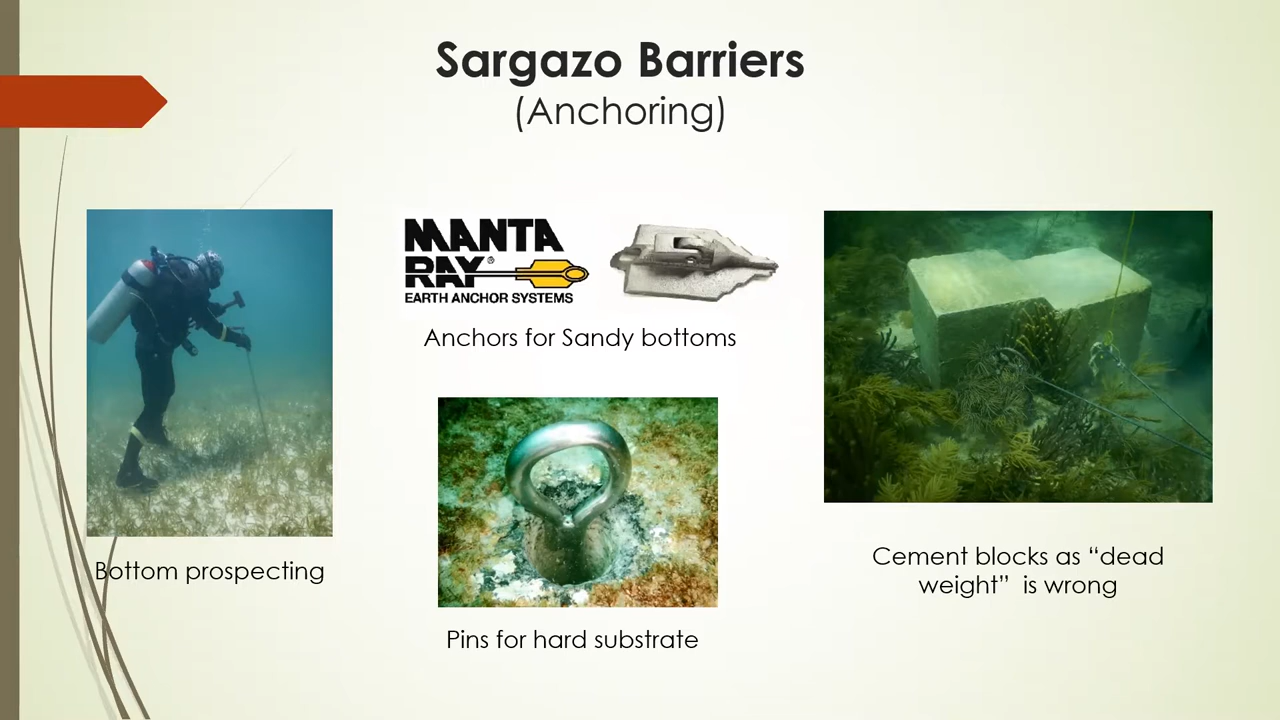 Sargazo Barriers
(Anchoring)
Bottom prospecting
MANTA
RAY®
EARTH ANCHOR SYSTEMS
Anchors for Sandy bottoms
Pins for hard substrate
Cement blocks as “dead
weight” is wrong